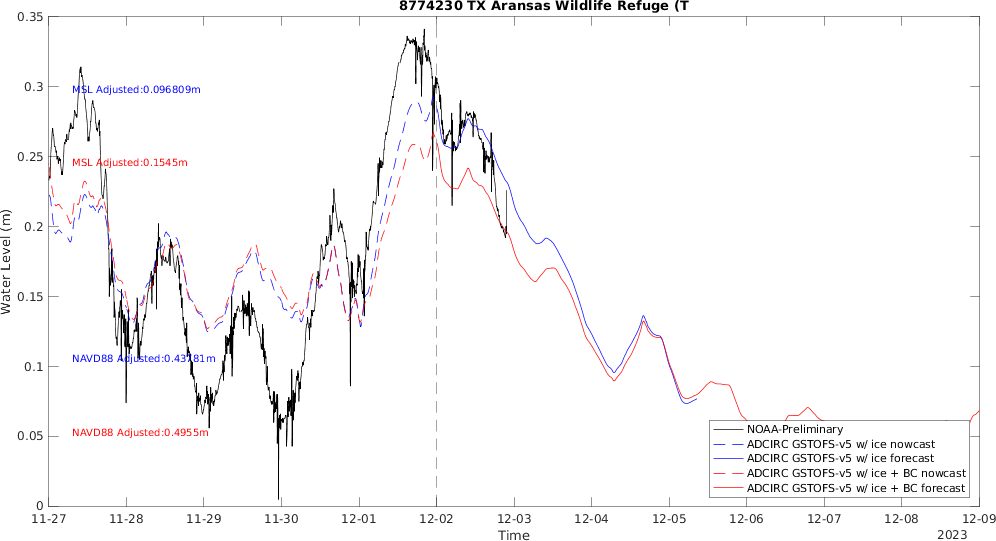 8774230 TX Aransas Wildlife Refuge (T
0.35
0.3
0.25
0.2
0.15
0.1
0.05
0
Water Level (m)
MSL Adjusted:0.096809m
MSL Adjusted:0.1545m
NAVD88 Adjusted:0.43781m
NAVD88 Adjusted:0.4955m
NOAA-Preliminary
ADCIRC GSTOFS-v5 w/ ice nowcast
ADCIRC GSTOFS-v5 w/ ice forecast
ADCIRC GSTOFS-v5 w/ ice + BC nowcast
ADCIRC GSTOFS-v5 w/ ice + BC forecast
11-27 11-28 11-29 11-30 12-01 12-02 12-03 12-04 12-05 12-06 12-07 12-08 12-09
Time
2023